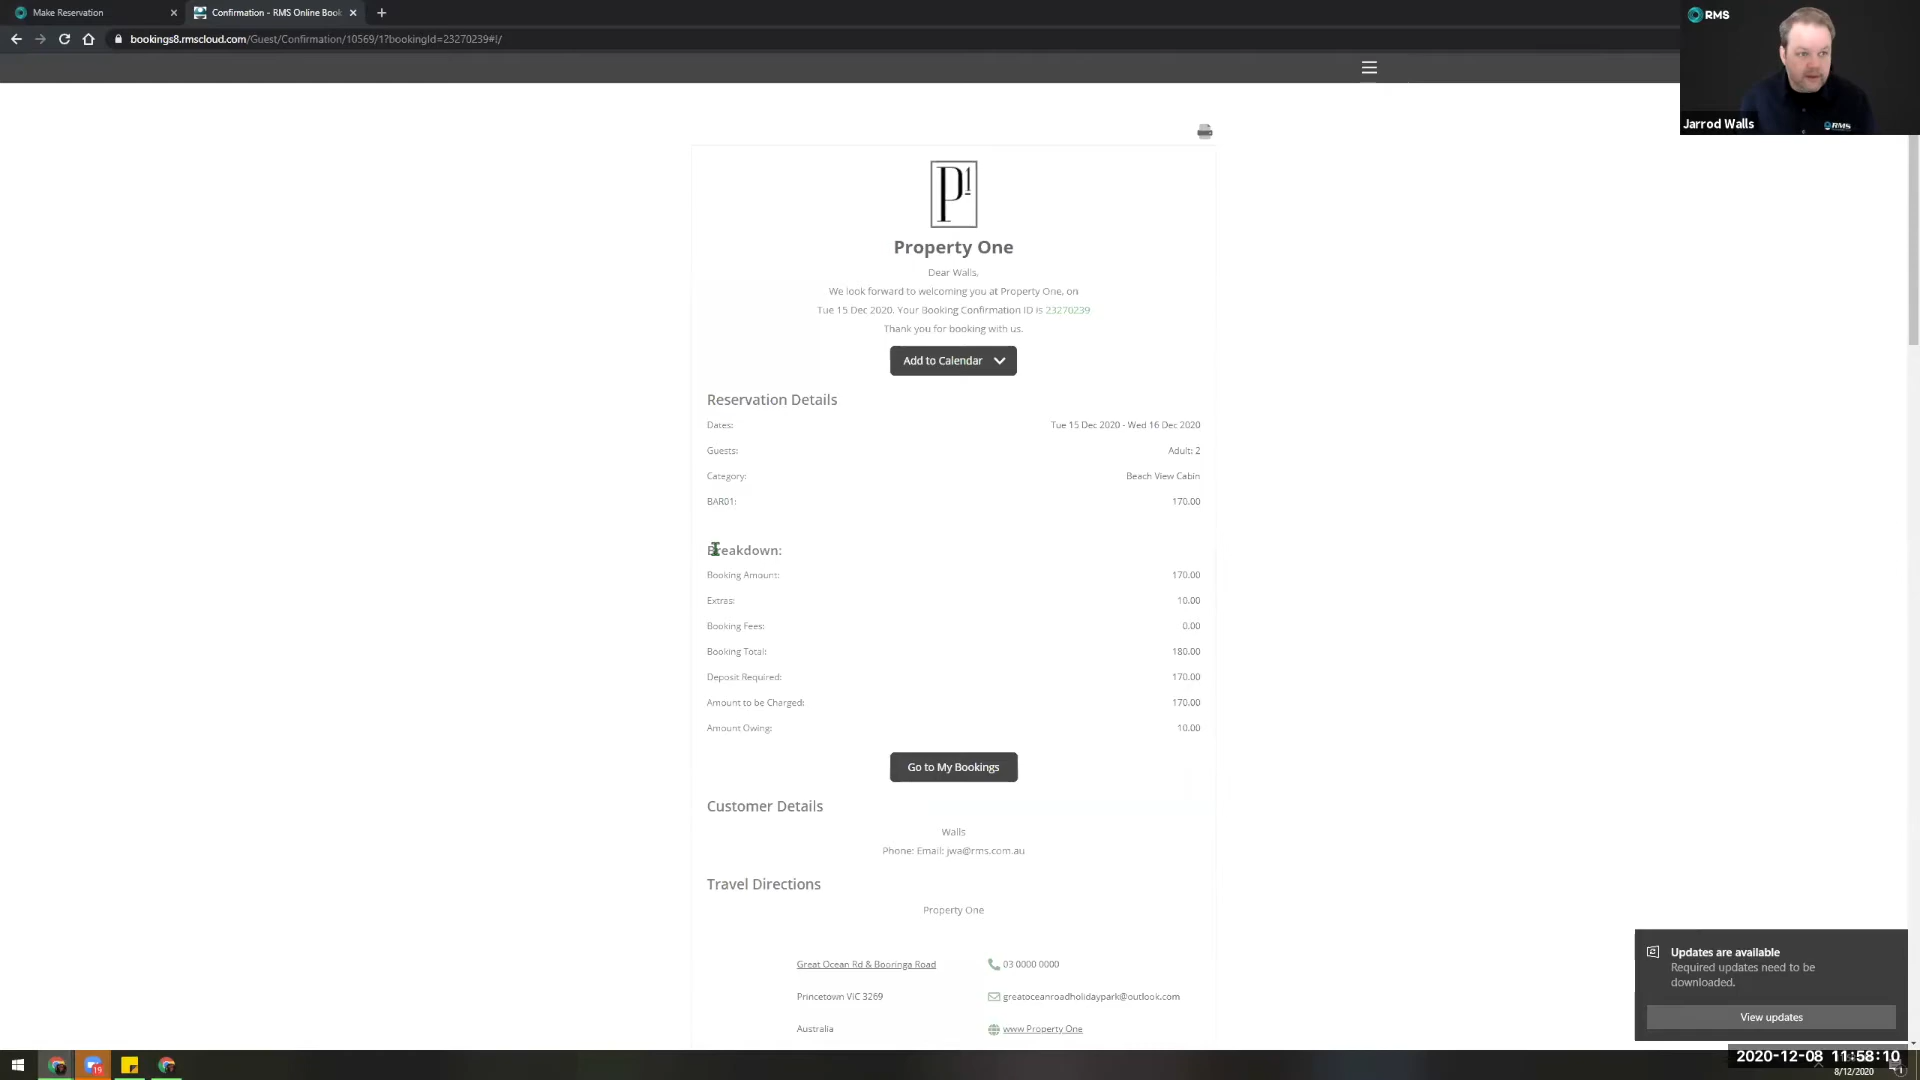 Make Reservation
Confirmation - RMS Online Book
bookings8.rmscloud.com/Guest/Confirmation/10569/1?bookingId=23270239#!/
RMS
RMS
Jarrod Walls
P1
Property One
Dear Walls,
We look forward to welcoming you at Property One, on
Tue 15 Dec 2020. Your Booking Confirmation ID is 23270239
Thank you for booking with us.
Add to Calendar
Reservation Details
Dates: Tue 15 Dec 2020 - Wed 16 Dec 2020
Guests: Adult: 2
Category: Beach View Cabin
BAR01: 170.00
Breakdown:
Booking Amount: 170.00
Extras: 10.00
Booking Fees: 0.00
Booking Total: 180.00
Deposit Required: 170.00
Amount to be Charged: 170.00
Amount Owing: 10.00
Go to My Bookings
Customer Details
Walls
Phone: Email: jwa@rms.com.au
Travel Directions
Property One
Great Ocean Rd & Booringa Road 03 0000 0000
Princetown VIC 3269 greatoceanroadholidaypark@outlook.com
Australia www Property One
Updates are available
Required updates need to be
downloaded.
View updates
19
2020-12-08 11:58:10
8/12/2020